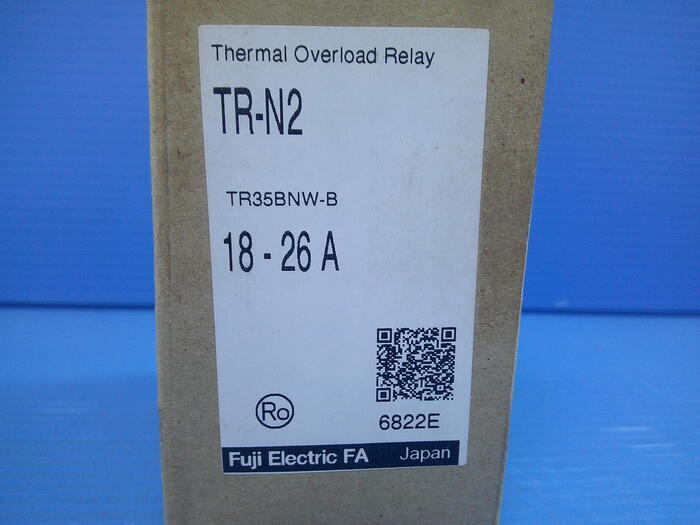 Thermal Overload Relay
TR-N2
TR35BNW-B
18 - 26 A
Ro
6822E
Fuji Electric FA Japan